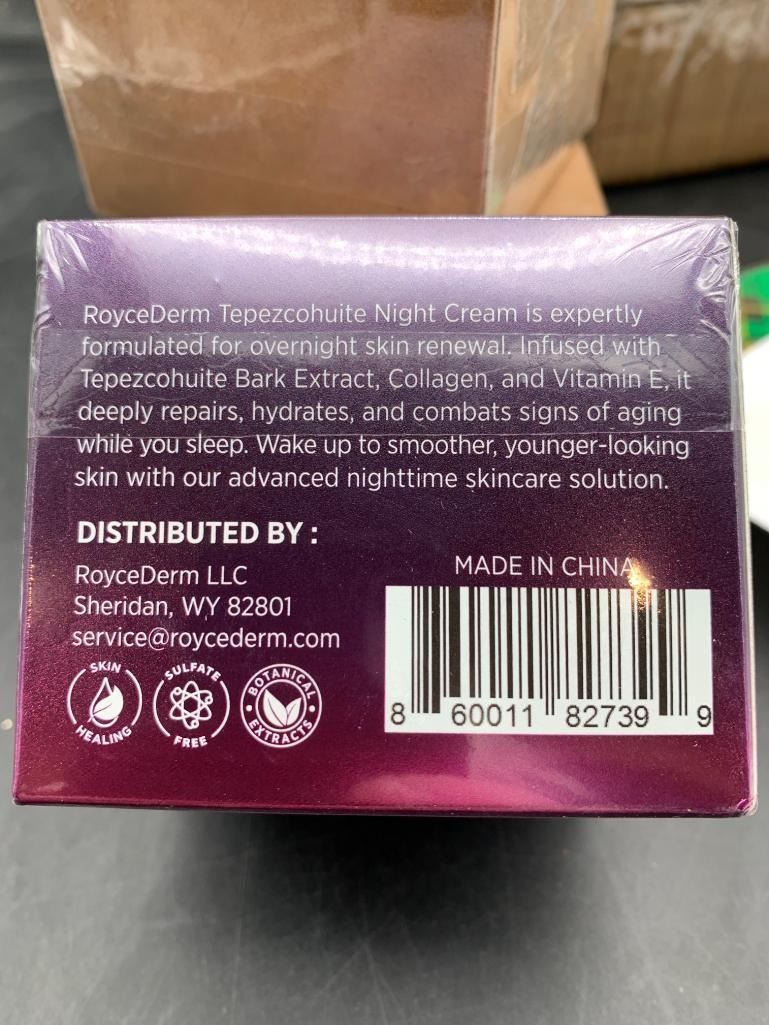 RoyceDerm Tepezcohuite Night Cream is expertly
formulated for overnight skin renewal. Infused with
Tepezcohuite Bark Extract, Collagen, and Vitamin E, it
deeply repairs, hydrates, and combats signs of aging
while you sleep. Wake up to smoother, younger-looking
skin with our advanced nighttime skincare solution.
DISTRIBUTED BY :
RoyceDerm LLC
Sheridan, WY 82801
service@roycederm.com
SKIN
HEALING
SULFATE
FREE
BOTANICAL
EXTRACTS
MADE IN CHINA
8 60011 82739 9